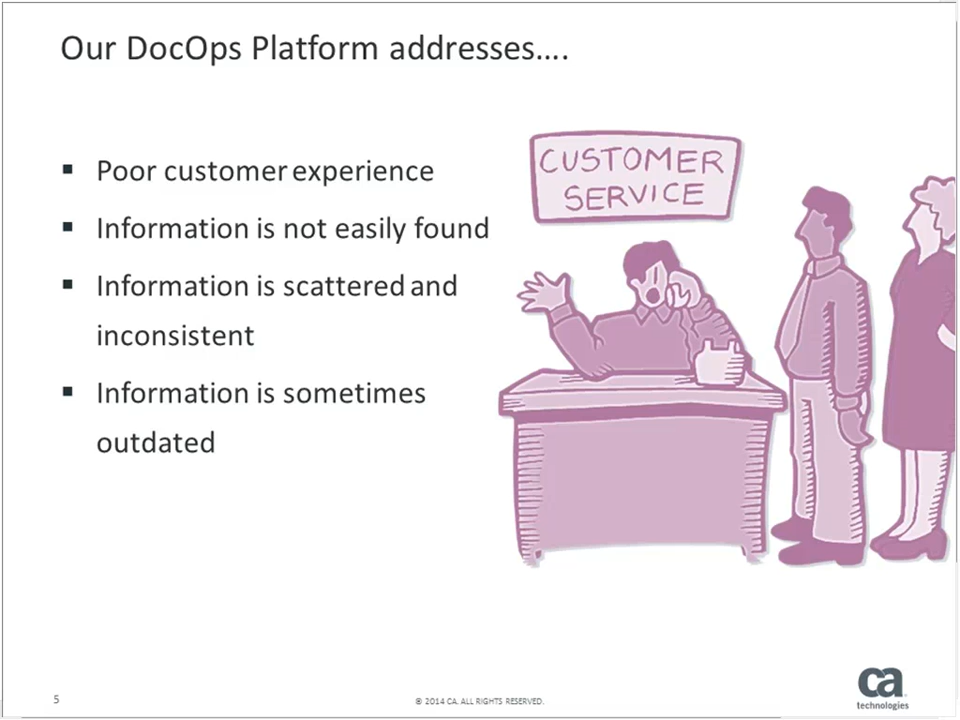 Our DocOps Platform addresses….
▪ Poor customer experience
▪ Information is not easily found
▪ Information is scattered and
inconsistent
▪ Information is sometimes
outdated
CUSTOMER
SERVICE
5
© 2014 CA. ALL RIGHTS RESERVED.
ca
technologies